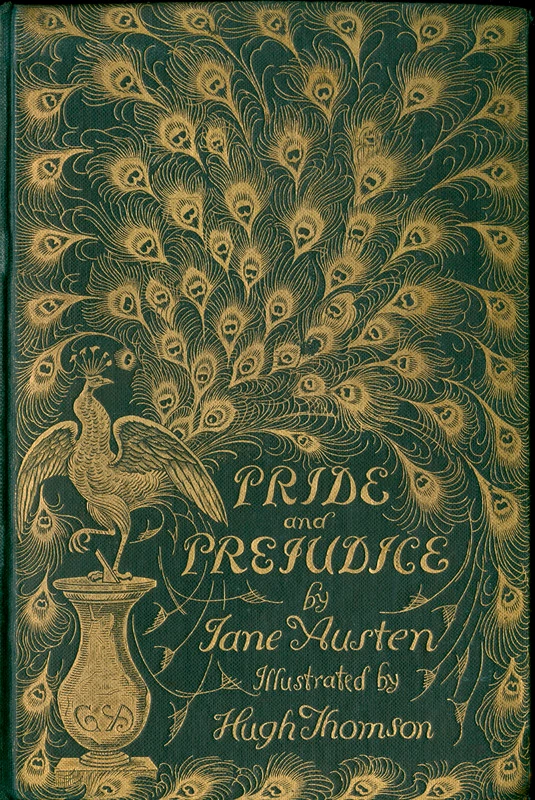 PRIDE
and
PREJUDICE
by
Jane Austen
Illustrated by
Hugh Thomson